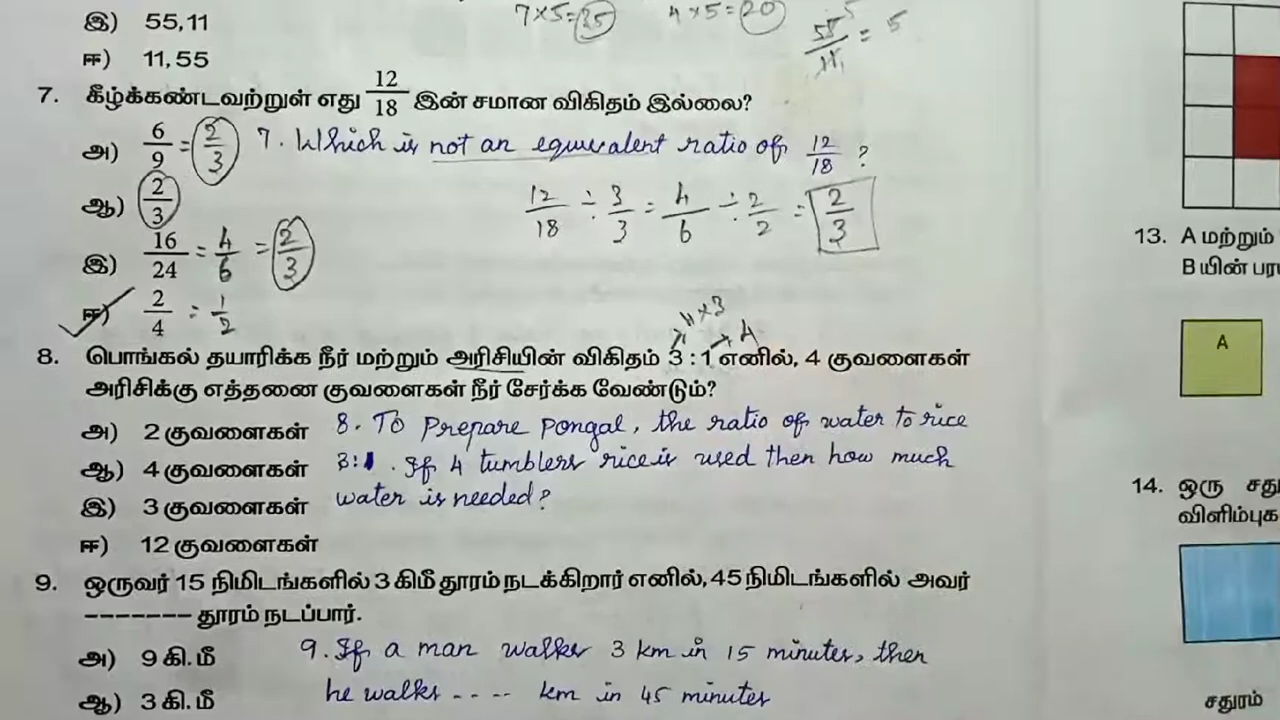 இ) 55, 11
7×5=35 4×5=20 55/11 = 5 5
ஈ) 11, 55
7. கீழ்க்கண்டவற்றுள் எது 12/18 இன் சமான விகிதம் இல்லை?
அ) 6/9 = 2/3 7. Which is not an equivalent ratio of 12/18 ?
ஆ) 2/3
12/18 ÷ 3/3 = 4/6 ÷ 2/2 = 2/3
இ) 16/24 = 4/6 = 2/3
ஈ) 2/4 = 1/2
8. பொங்கல் தயாரிக்க நீர் மற்றும் அரிசியின் விகிதம் 3 : 1 எனில், 4 குவளைகள்
அரிசிக்கு எத்தனை குவளைகள் நீர் சேர்க்க வேண்டும்?
அ) 2 குவளைகள்
ஆ) 4 குவளைகள்
இ) 3 குவளைகள்
ஈ) 12 குவளைகள்
8. To Prepare pongal, the ratio of water to rice
3:1. If 4 tumblers rice is used then how much
water is needed?
9. ஒருவர் 15 நிமிடங்களில் 3 கிமீ தூரம் நடக்கிறார் எனில், 45 நிமிடங்களில் அவர்
------- தூரம் நடப்பார்.
அ) 9 கி.மீ
ஆ) 3 கி.மீ
9. If a man walks 3 km in 15 minutes, then
he walks ---- km in 45 minutes
13. A மற்றும்
B யின் பர
A
14. ஒரு சது
விளிம்புக
சதுரம்